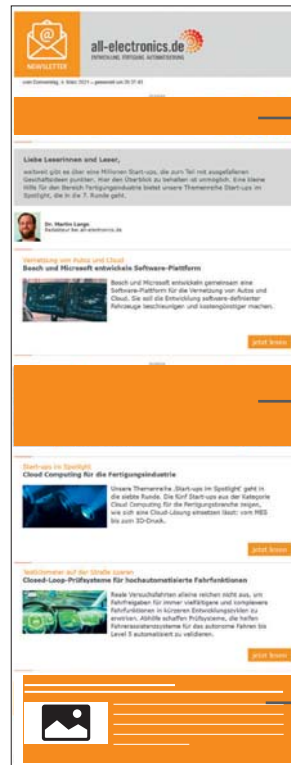 NEWSLETTER
all-electronics.de
ENTWICKLUNG. FERTIGUNG. AUTOMATISIERUNG
Liebe Leserinnen und Leser,
weltweit gibt es über eine Millionen Start-ups, die zum Teil mit ausgefallenen
Geschäftsideen punkten. Hier den Überblick zu behalten ist unmöglich. Eine kleine
Hilfe für den Bereich Fertigungsindustrie bietet unsere Themenreihe Start-ups im
Spotlight, die in die 7. Runde geht.
Dr. Martin Large
Redakteur bei all-electronics.de
Vernetzung von Autos und Cloud
Bosch und Microsoft entwickeln Software-Plattform
Bosch und Microsoft entwickeln gemeinsam eine
Software-Plattform für die Vernetzung von Autos und
Cloud. Sie soll die Entwicklung software-definierter
Fahrzeuge beschleunigen und kostengünstiger machen.
jetzt lesen
Start-ups im Spotlight
Cloud Computing für die Fertigungsindustrie
Unsere Themenreihe ‚Start-ups im Spotlight' geht in
die siebte Runde. Die fünf Start-ups aus der Kategorie
Cloud Computing für die Fertigungsbranche zeigen,
wie sich eine Cloud-Lösung einsetzen lässt: vom MES
bis zum 3D-Druck.
jetzt lesen
auf der Straße sparen
Closed-Loop-Prüfsysteme für hochautomatisierte Fahrfunktionen
Reale Versuchsfahrten alleine reichen nicht aus, um
Fahrfreigaben für immer vielfältigere und komplexere
Fahrfunktionen in kürzeren Entwicklungszyklen zu
erwirken. Abhilfe schaffen Prüfsysteme, die helfen
Fahrerassistenzsysteme für das autonome Fahren bis
Level 5 automatisiert zu validieren.
jetzt lesen